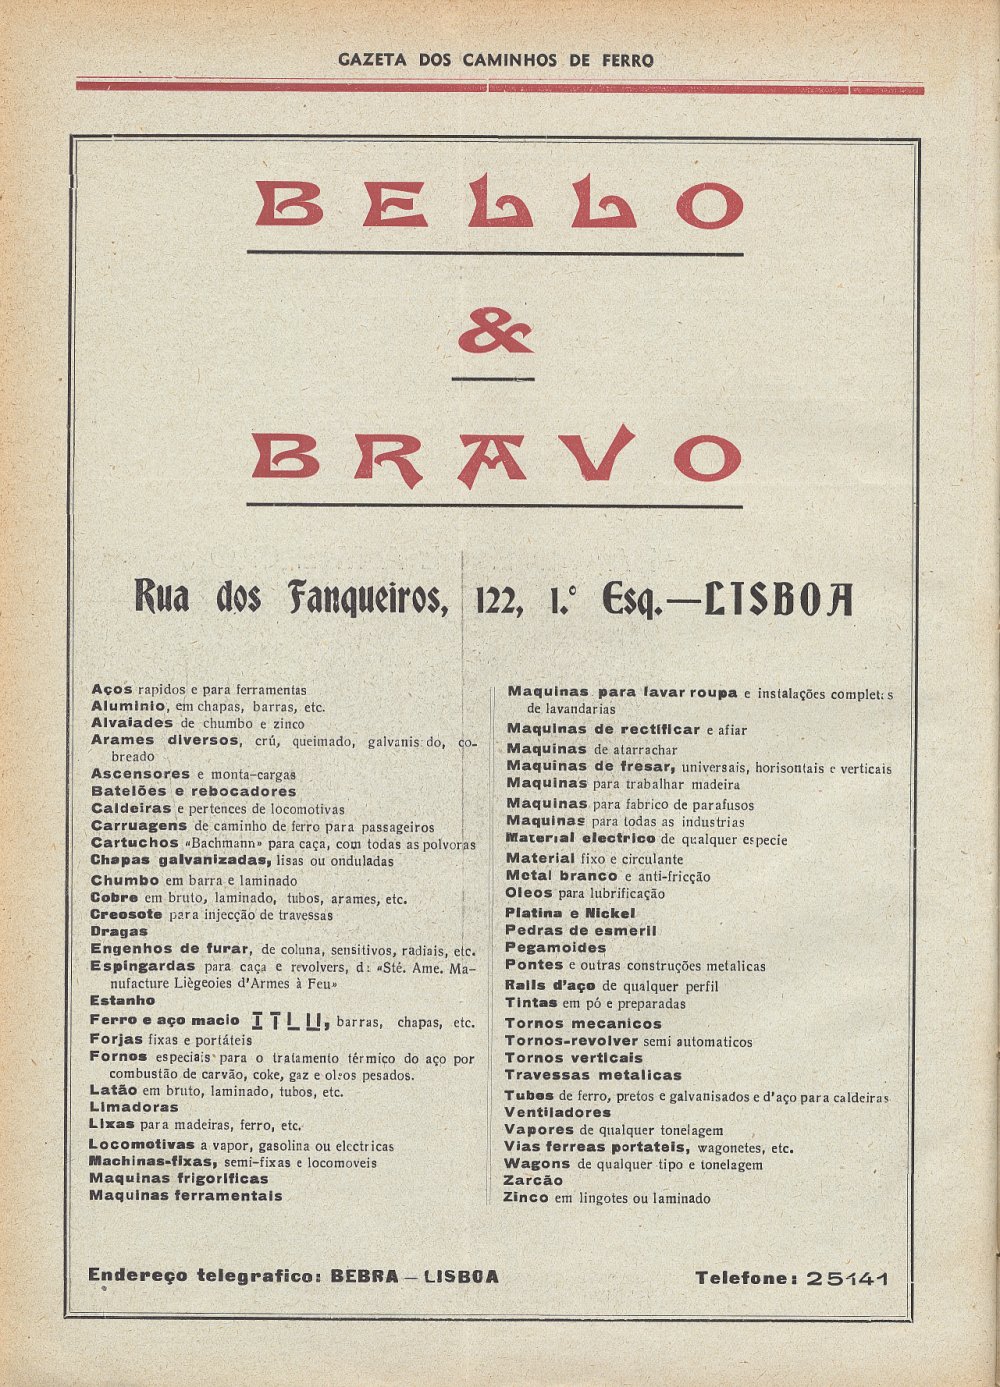 GAZETA DOS CAMINHOS DE FERRO
BELLO
&
BRAVO
Rua dos Fanqueiros, 122, 1.º Esq.—LISBOA
Aços rapidos e para ferramentas
Aluminio, em chapas, barras, etc.
Alvaiades de chumbo e zinco
Arames diversos, crú, queimado, galvanis do, co-
breado
Ascensores e monta-cargas
Batelões e rebocadores
Caldeiras e pertences de locomotivas
Carruagens de caminho de ferro para passageiros
Cartuchos «Bachmann» para caça, com todas as polvoras
Chapas galvanizadas, lisas ou onduladas
Chumbo em barra e laminado
Cobre em bruto, laminado, tubos, arames, etc.
Creosote para injecção de travessas
Dragas
Engenhos de furar, de coluna, sensitivos, radiais, etc.
Espingardas para caça e revolvers, d: «Sté. Ame. Ma-
nufacture Liègeoies d'Armes à Feu»
Estanho
Ferro e aço macio I T L U, barras, chapas, etc.
Forjas fixas e portáteis
Fornos especiais para o tratamento térmico do aço por
combustão de carvão, coke, gaz e oleos pesados.
Latão em bruto, laminado, tubos, etc.
Limadoras
Lixas para madeiras, ferro, etc.
Locomotivas a vapor, gasolina ou electricas
Machinas-fixas, semi-fixas e locomoveis
Maquinas frigorificas
Maquinas ferramentais
Maquinas para lavar roupa e instalações completas
de lavandarias
Maquinas de rectificar e afiar
Maquinas de atarrachar
Maquinas de fresar, universais, horisontais e verticais
Maquinas para trabalhar madeira
Maquinas para fabrico de parafusos
Maquinas para todas as industrias
Material electrico de qualquer especie
Material fixo e circulante
Metal branco e anti-fricção
Oleos para lubrificação
Platina e Nickel
Pedras de esmeril
Pegamoides
Pontes e outras construções metalicas
Rails d'aço de qualquer perfil
Tintas em pó e preparadas
Tornos mecanicos
Tornos-revolver semi automaticos
Tornos verticais
Travessas metalicas
Tubos de ferro, pretos e galvanisados e d'aço para caldeiras
Ventiladores
Vapores de qualquer tonelagem
Vias ferreas portateis, wagonetes, etc.
Wagons de qualquer tipo e tonelagem
Zarcão
Zinco em lingotes ou laminado
Endereço telegrafico: BEBRA — LISBOA
Telefone: 25141